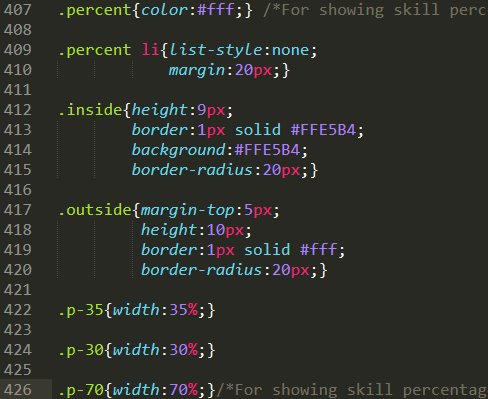 407 .percent{color:#fff;} /*For showing skill perc
408
409 .percent li{list-style:none;
410 margin:20px;}
411
412 .inside{height:9px;
413 border:1px solid #FFE5B4;
414 background:#FFE5B4;
415 border-radius:20px;}
416
417 .outside{margin-top:5px;
418 height:10px;
419 border:1px solid #fff;
420 border-radius:20px;}
421
422 .p-35{width:35%;}
423
424 .p-30{width:30%;}
425
426 .p-70{width:70%;}/*For showing skill percentag